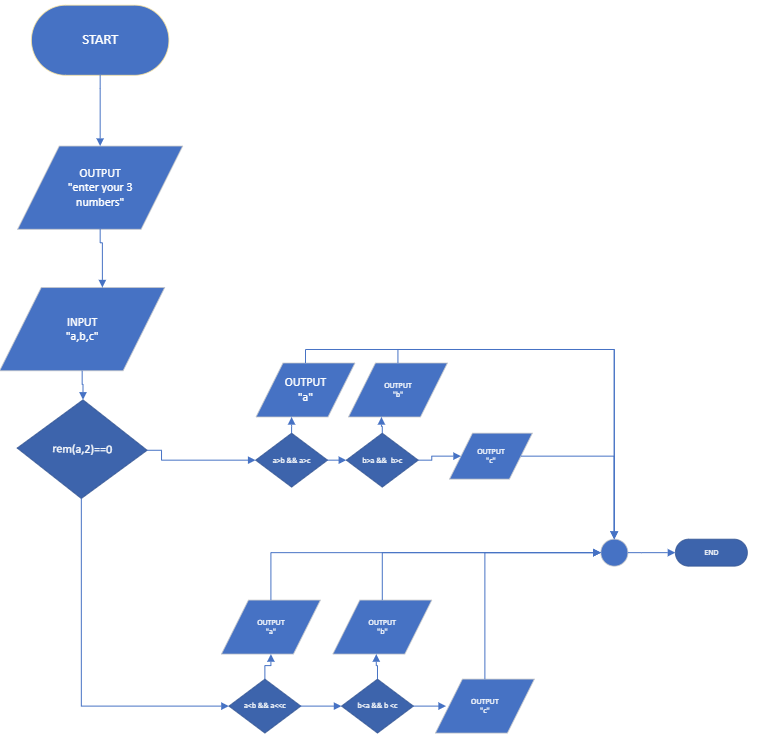 START
OUTPUT
"enter your 3
numbers"
INPUT
"a,b,c"
rem(a,2)==0
OUTPUT
"a"
OUTPUT
"b"
a>b && a>c
b>a && b>c
OUTPUT
"c"
END
OUTPUT
"a"
OUTPUT
"b"
a<b && a<<c
b<a && b <c
OUTPUT
"c"